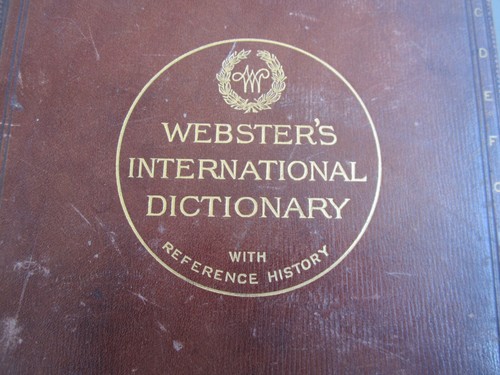 W
WEBSTER'S
INTERNATIONAL
DICTIONARY
WITH
REFERENCE HISTORY
C
D
E
F